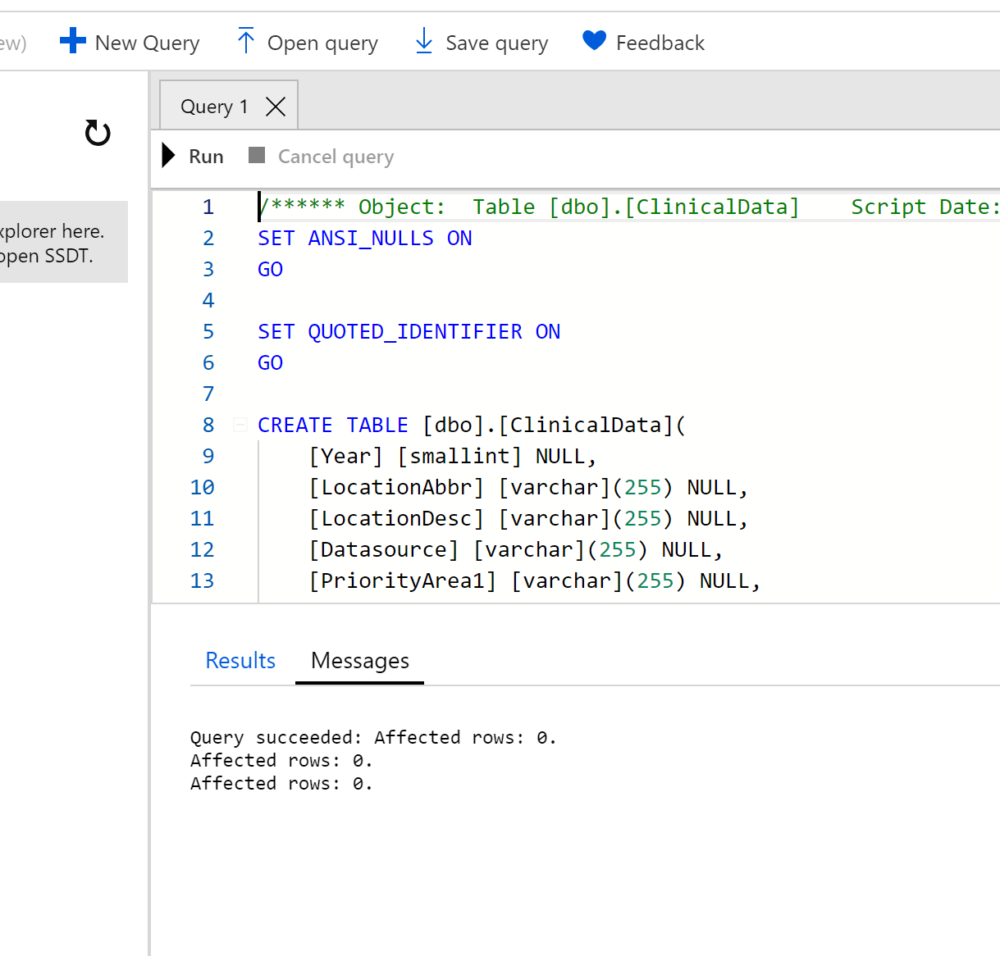 ew) New Query Open query Save query Feedback
Query 1
Run Cancel query
xplorer here.
open SSDT.
1 /****** Object:  Table [dbo].[ClinicalData]    Script Date:
2 SET ANSI_NULLS ON
3 GO
4
5 SET QUOTED_IDENTIFIER ON
6 GO
7
8 CREATE TABLE [dbo].[ClinicalData](
9     [Year] [smallint] NULL,
10     [LocationAbbr] [varchar](255) NULL,
11     [LocationDesc] [varchar](255) NULL,
12     [Datasource] [varchar](255) NULL,
13     [PriorityArea1] [varchar](255) NULL,
Results Messages
Query succeeded: Affected rows: 0.
Affected rows: 0.
Affected rows: 0.